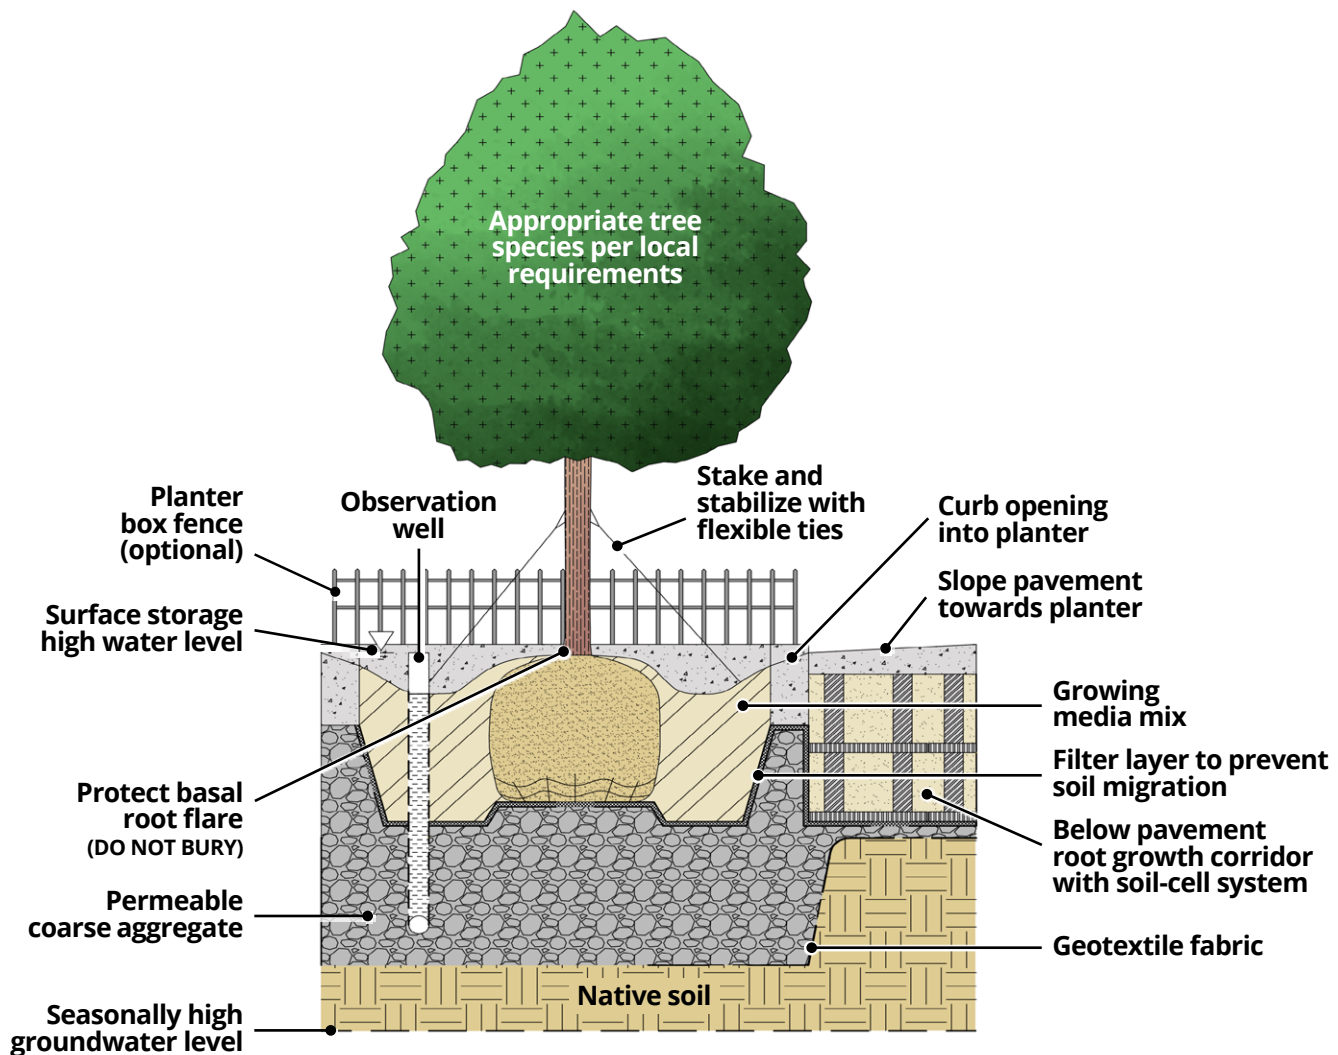 Appropriate tree
species per local
requirements
Planter
box fence
(optional)
Observation
well
Stake and
stabilize with
flexible ties
Curb opening
into planter
Surface storage
high water level
Slope pavement
towards planter
Growing
media mix
Filter layer to prevent
soil migration
Protect basal
root flare
(DO NOT BURY)
Below pavement
root growth corridor
with soil-cell system
Permeable
coarse aggregate
Geotextile fabric
Native soil
Seasonally high
groundwater level